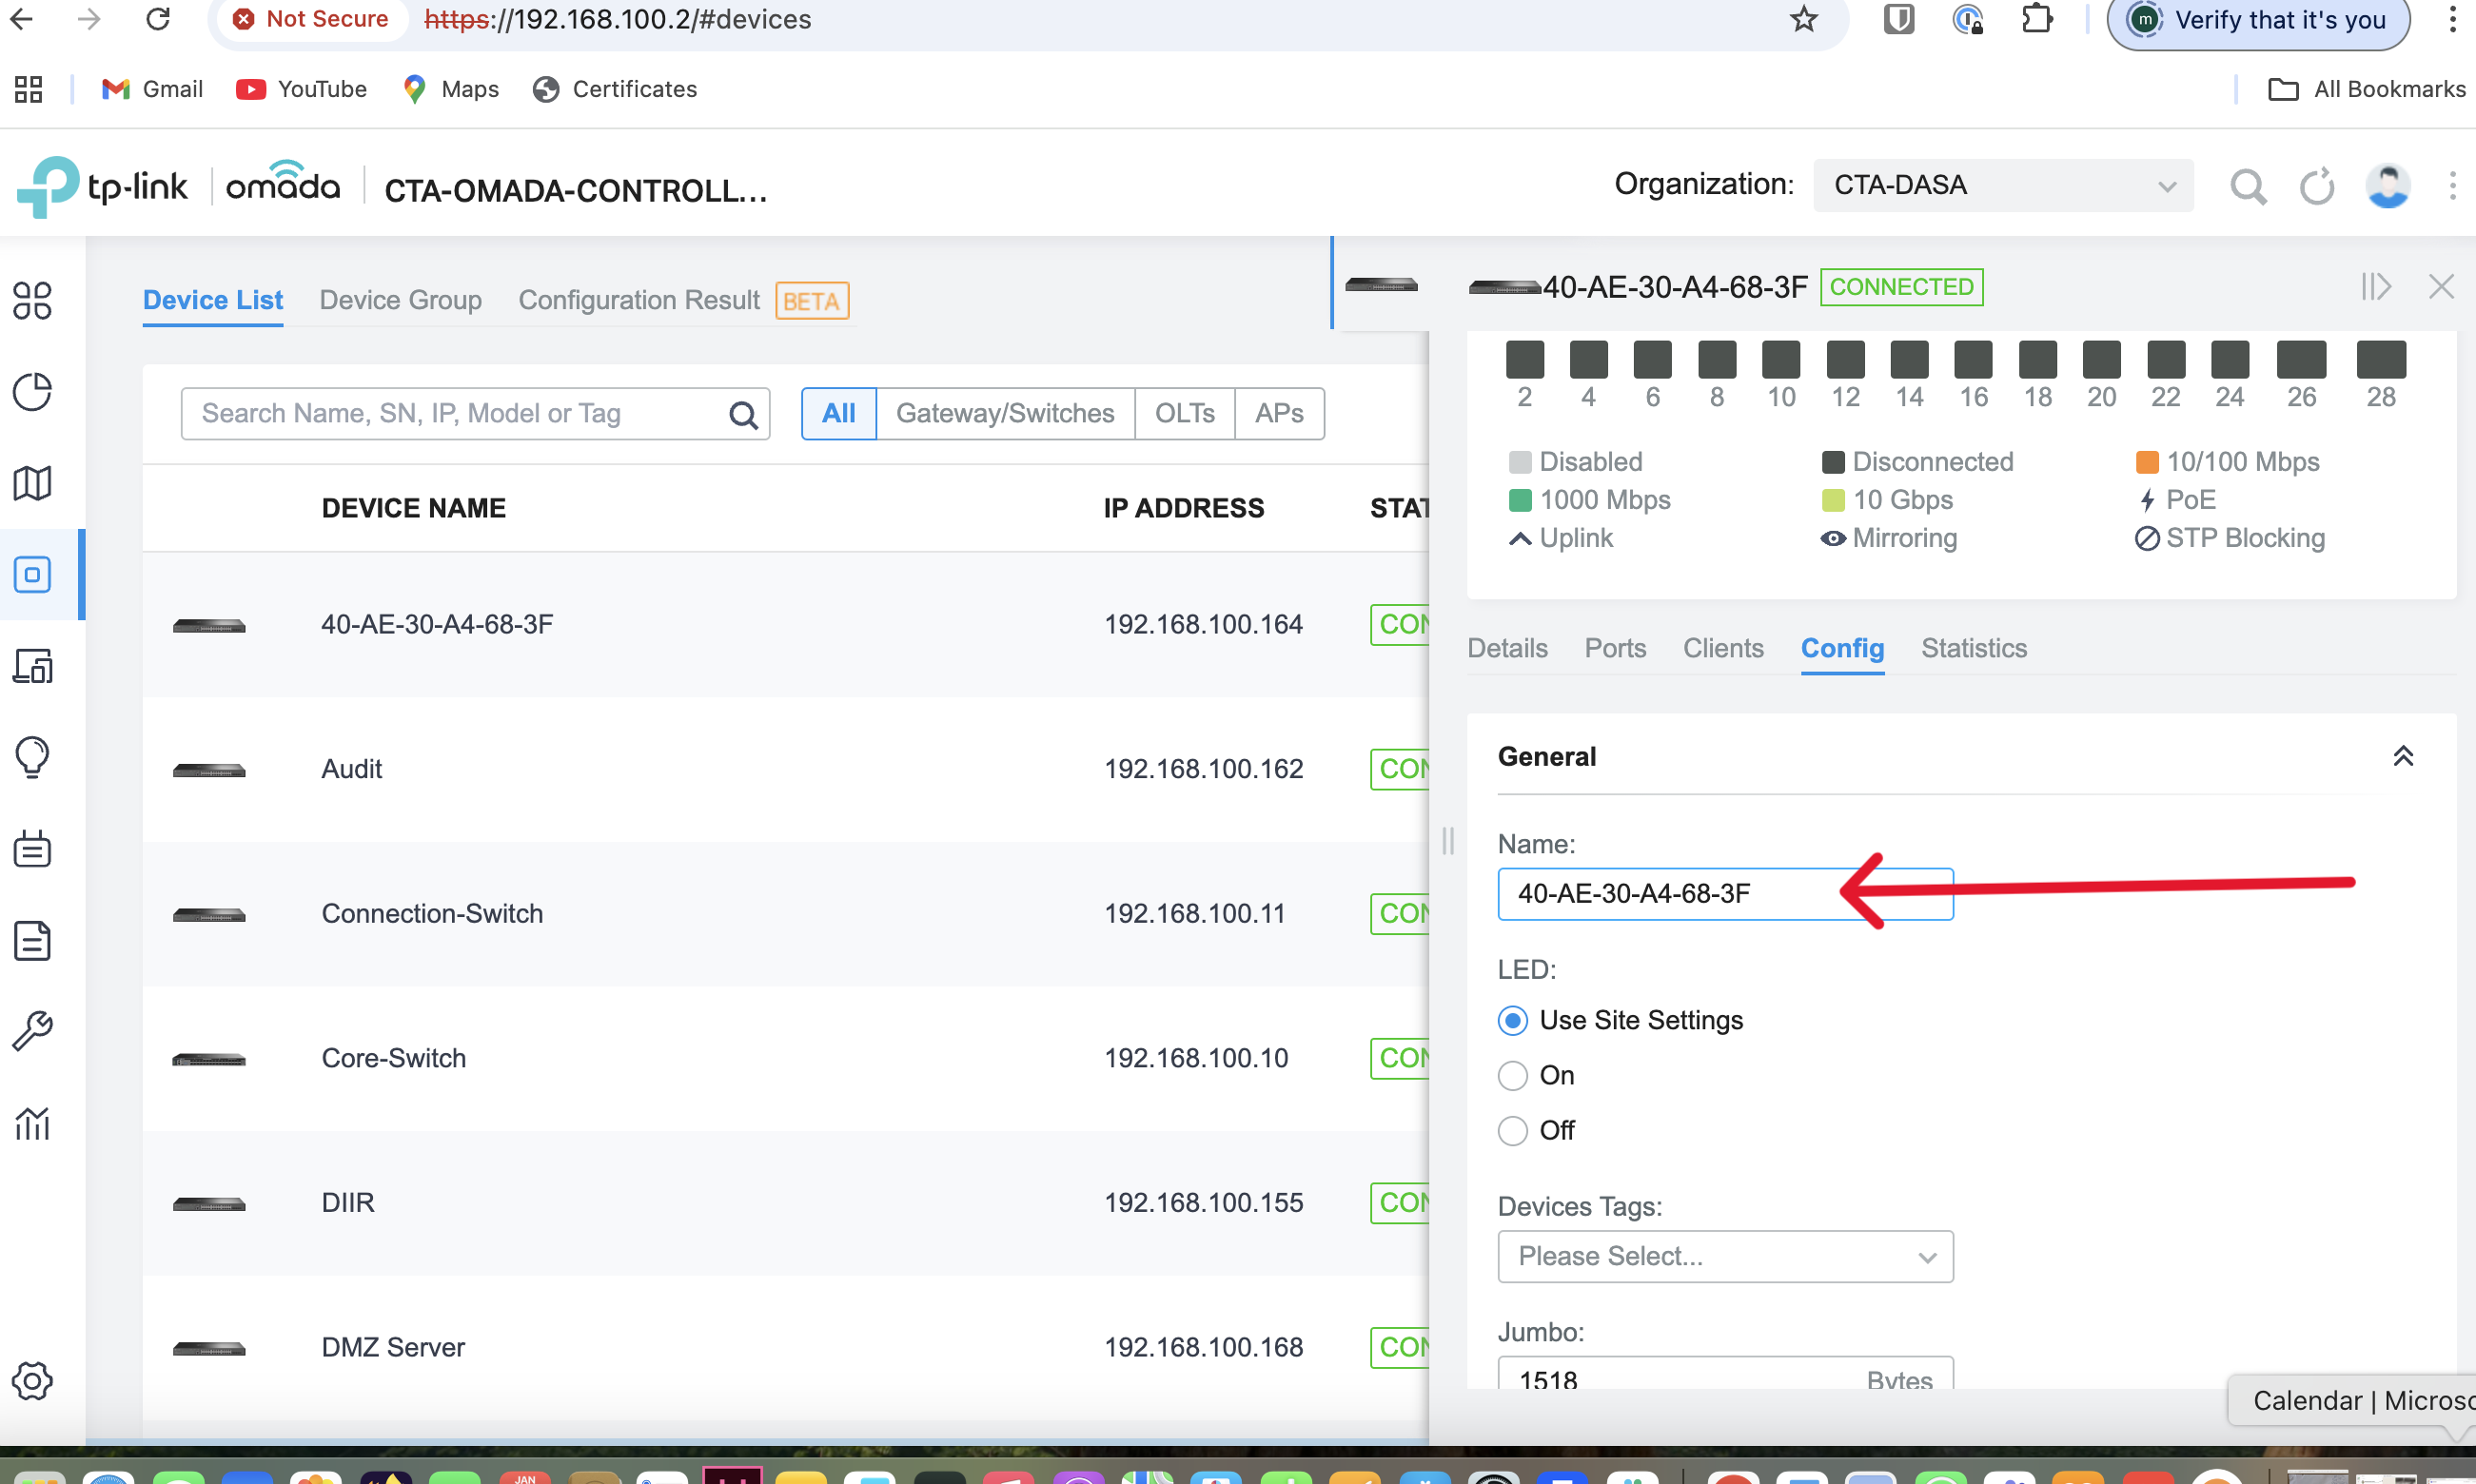 Not Secure https://192.168.100.2/#devices
m Verify that it's you
Gmail YouTube Maps Certificates All Bookmarks
tp-link omada CTA-OMADA-CONTROLL...
Organization: CTA-DASA
Device List Device Group Configuration Result BETA
40-AE-30-A4-68-3F CONNECTED
2 4 6 8 10 12 14 16 18 20 22 24 26 28
Search Name, SN, IP, Model or Tag
All Gateway/Switches OLTs APs
Disabled Disconnected 10/100 Mbps
1000 Mbps 10 Gbps PoE
Uplink Mirroring STP Blocking
DEVICE NAME IP ADDRESS STAT
40-AE-30-A4-68-3F 192.168.100.164 CON
Audit 192.168.100.162 CON
Connection-Switch 192.168.100.11 CON
Core-Switch 192.168.100.10 CON
DIIR 192.168.100.155 CON
DMZ Server 192.168.100.168 CON
Details Ports Clients Config Statistics
General
Name:
40-AE-30-A4-68-3F
LED:
Use Site Settings
On
Off
Devices Tags:
Please Select...
Jumbo:
1518 Bytes
Calendar | Microso
JAN